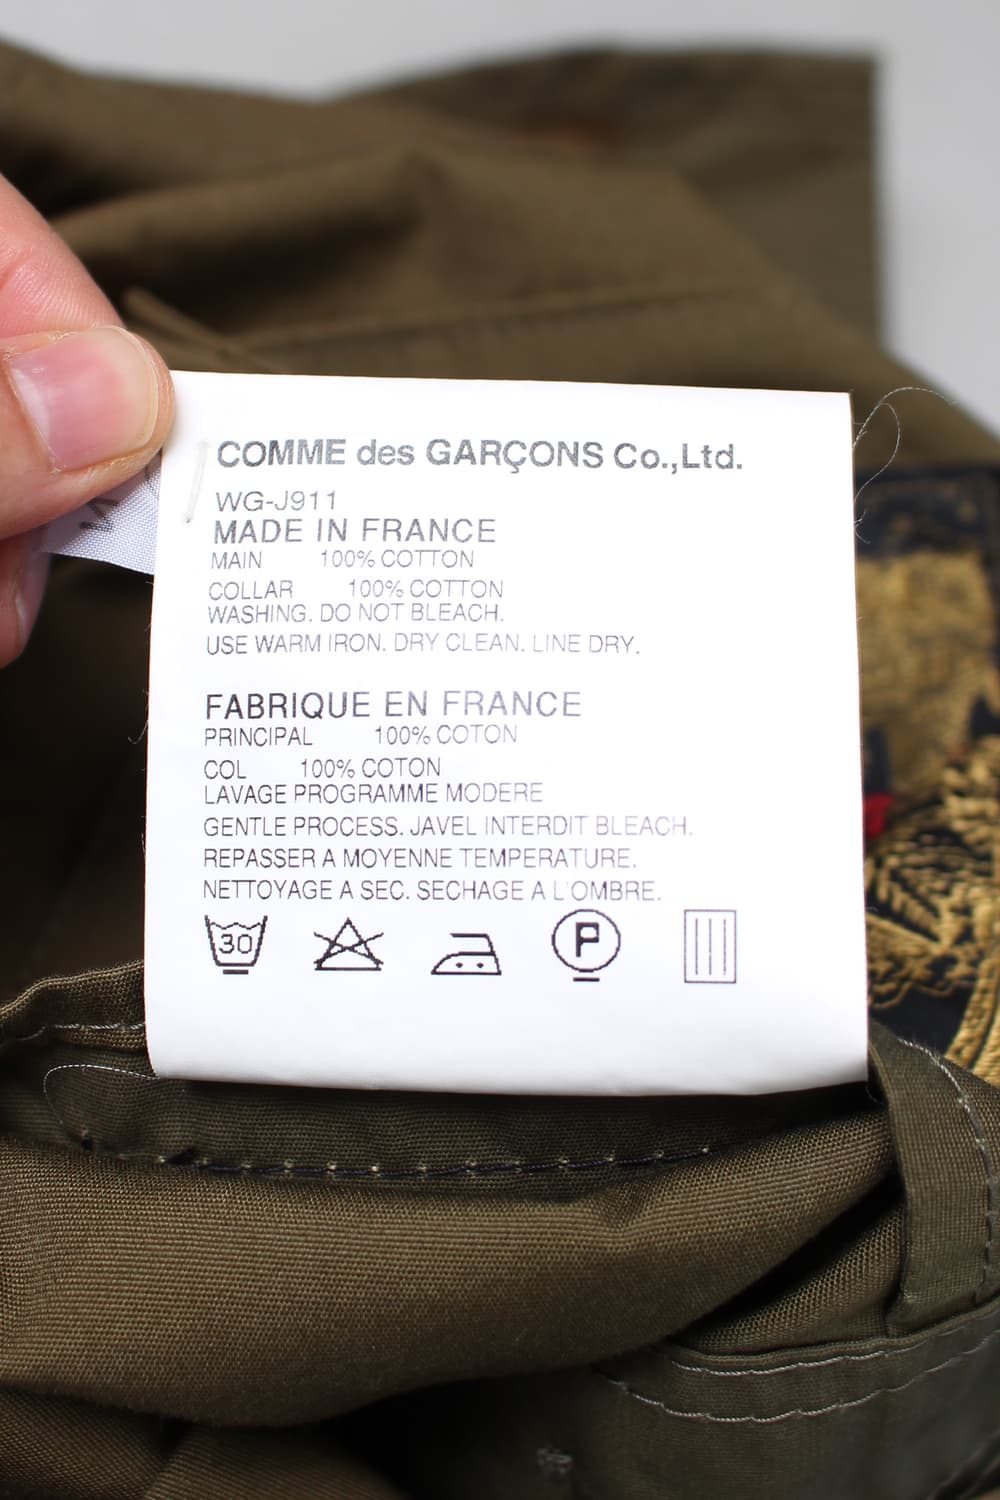 COMME des GARÇONS Co.,Ltd.
WG-J911
MADE IN FRANCE
MAIN 100% COTTON
COLLAR 100% COTTON
WASHING. DO NOT BLEACH.
USE WARM IRON. DRY CLEAN. LINE DRY.
FABRIQUE EN FRANCE
PRINCIPAL 100% COTON
COL 100% COTON
LAVAGE PROGRAMME MODERE
GENTLE PROCESS. JAVEL INTERDIT BLEACH.
REPASSER A MOYENNE TEMPERATURE.
NETTOYAGE A SEC. SECHAGE A L'OMBRE.
30 P